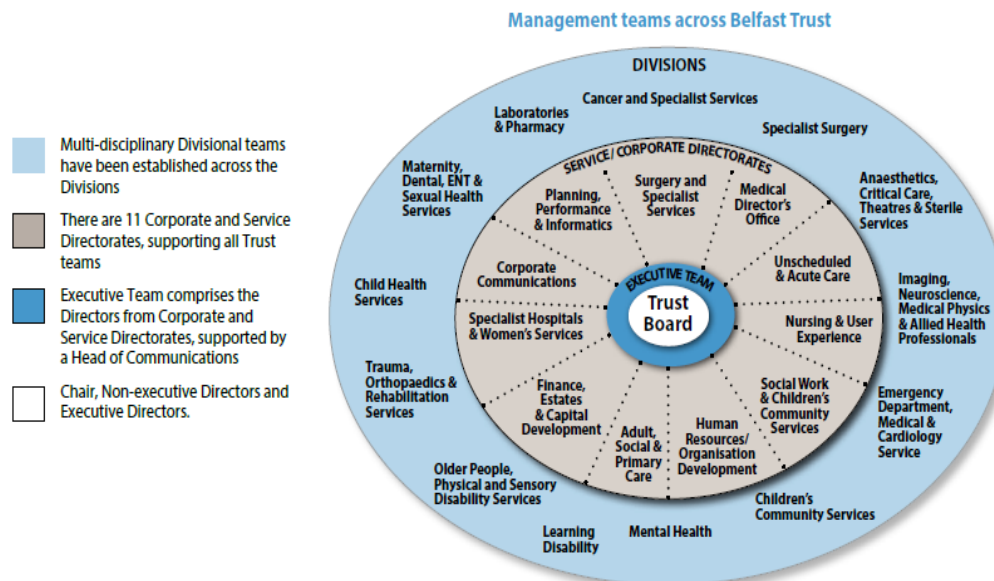 Management teams across Belfast Trust
Multi-disciplinary Divisional teams
have been established across the
Divisions
There are 11 Corporate and Service
Directorates, supporting all Trust
teams
Executive Team comprises the
Directors from Corporate and
Service Directorates, supported by
a Head of Communications
Chair, Non-executive Directors and
Executive Directors.
DIVISIONS
Cancer and Specialist Services
Laboratories
& Pharmacy
Specialist Surgery
Maternity,
Dental, ENT &
Sexual Health
Services
Anaesthetics,
Critical Care,
Theatres & Sterile
Services
Child Health
Services
Imaging,
Neuroscience,
Medical Physics
& Allied Health
Professionals
Trauma,
Orthopaedics &
Rehabilitation
Services
Emergency
Department,
Medical &
Cardiology
Service
Older People,
Physical and Sensory
Disability Services
Children's
Community Services
Learning
Disability
Mental Health
SERVICE/CORPORATE DIRECTORATES
Planning,
Performance
& Informatics
Surgery and
Specialist
Services
Medical
Director's
Office
Corporate
Communications
Unscheduled
& Acute Care
Specialist Hospitals
& Women's Services
Nursing & User
Experience
Finance,
Estates
& Capital
Development
Adult,
Social &
Primary
Care
Human
Resources/
Organisation
Development
Social Work
& Children's
Community
Services
EXECUTIVE TEAM
Trust
Board